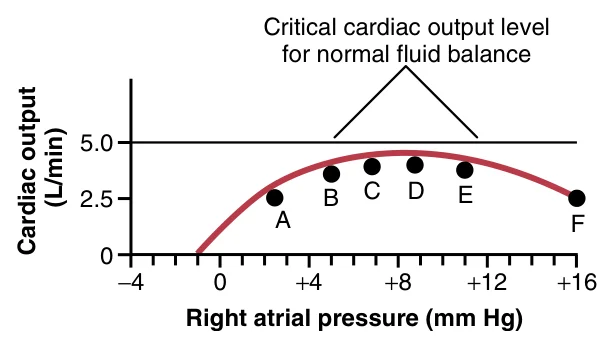 Critical cardiac output level
for normal fluid balance
Cardiac output
(L/min)
5.0
2.5
0
A
B
C
D
E
F
−4
0
+4
+8
+12
+16
Right atrial pressure (mm Hg)